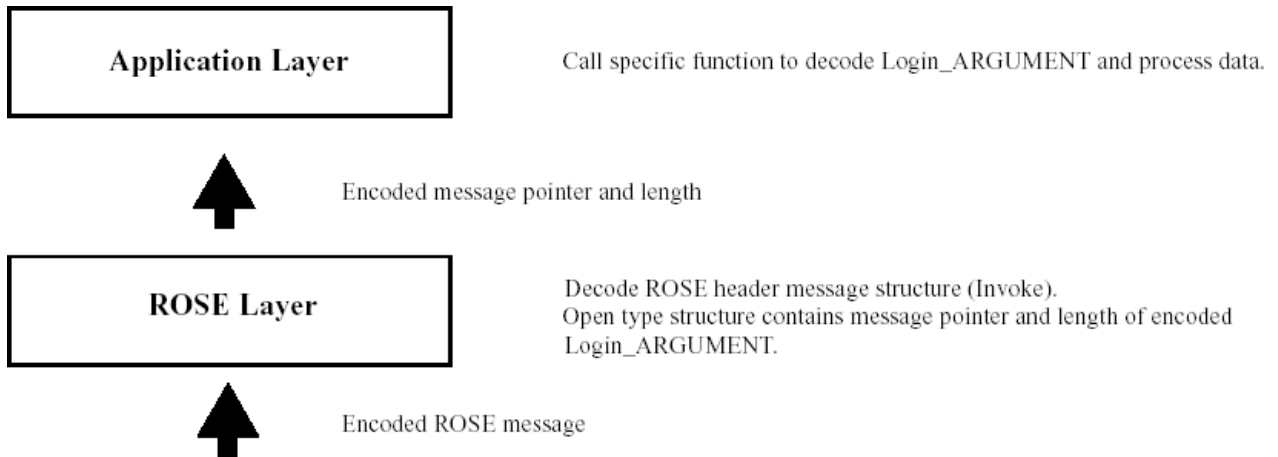 Application Layer
Call specific function to decode Login_ARGUMENT and process data.
Encoded message pointer and length
ROSE Layer
Decode ROSE header message structure (Invoke).
Open type structure contains message pointer and length of encoded
Login_ARGUMENT.
Encoded ROSE message